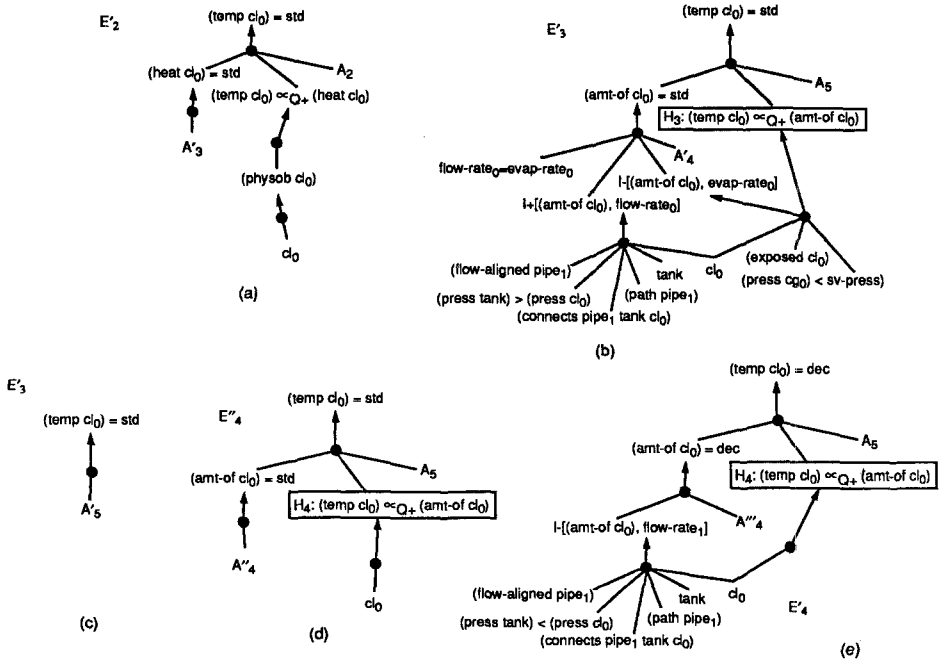 E′2
(temp cl0) = std
(heat cl0) = std
A2
(temp cl0) ∝Q+ (heat cl0)
A′3
(physob cl0)
cl0
(a)
E′3
(temp cl0) = std
(amt-of cl0) = std
A5
H3: (temp cl0) ∝Q+ (amt-of cl0)
flow-rate0=evap-rate0
A′4
I-[(amt-of cl0), evap-rate0]
I+[(amt-of cl0), flow-rate0]
(flow-aligned pipe1)
tank
cl0
(exposed cl0)
(press tank) > (press cl0)
(path pipe1)
(press cg0) < sv-press)
(connects pipe1 tank cl0)
(b)
E′3
(temp cl0) = std
A′5
(c)
E″4
(temp cl0) = std
(amt-of cl0) = std
A5
H4: (temp cl0) ∝Q+ (amt-of cl0)
A″4
cl0
(d)
(temp cl0) = dec
(amt-of cl0) = dec
A5
H4: (temp cl0) ∝Q+ (amt-of cl0)
I-[(amt-of cl0), flow-rate1]
A‴4
(flow-aligned pipe1)
tank
cl0
(press tank) < (press cl0)
(path pipe1)
E′4
(connects pipe1 tank cl0)
(e)